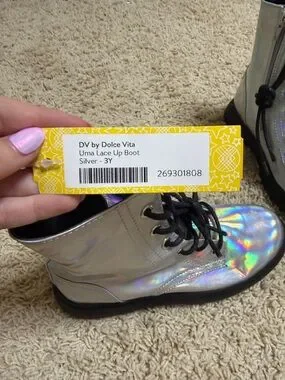 DV by Dolce Vita
Uma Lace Up Boot
Silver - 3Y
269301808